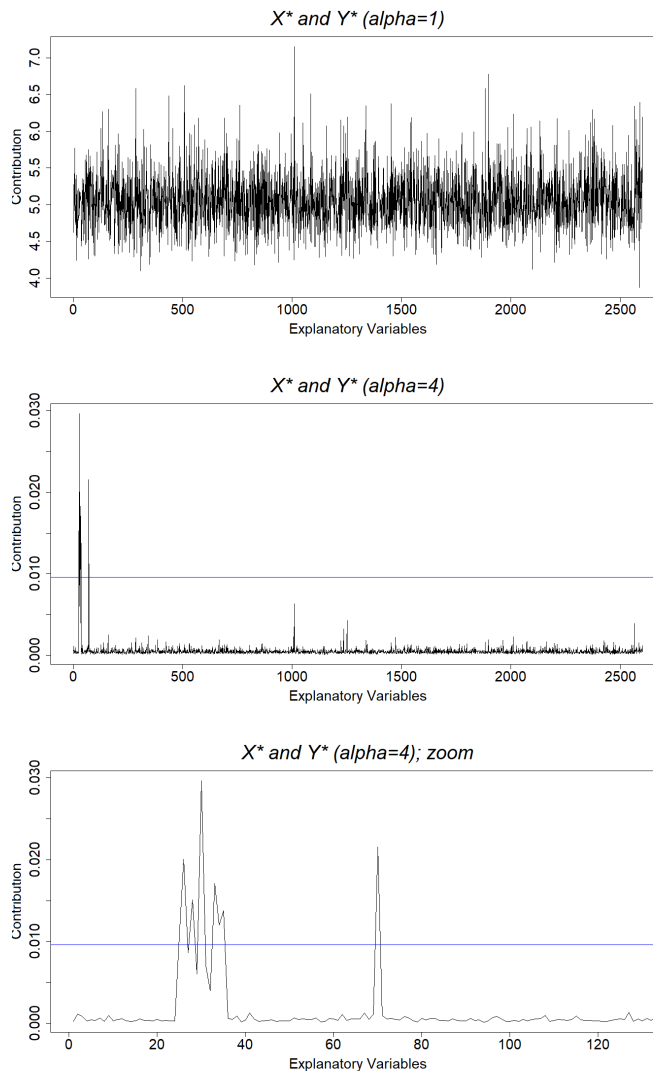 X* and Y* (alpha=1)
Contribution
4.0 4.5 5.0 5.5 6.0 6.5 7.0
0 500 1000 1500 2000 2500
Explanatory Variables
X* and Y* (alpha=4)
Contribution
0.000 0.010 0.020 0.030
0 500 1000 1500 2000 2500
Explanatory Variables
X* and Y* (alpha=4); zoom
Contribution
0.000 0.010 0.020 0.030
0 20 40 60 80 100 120
Explanatory Variables